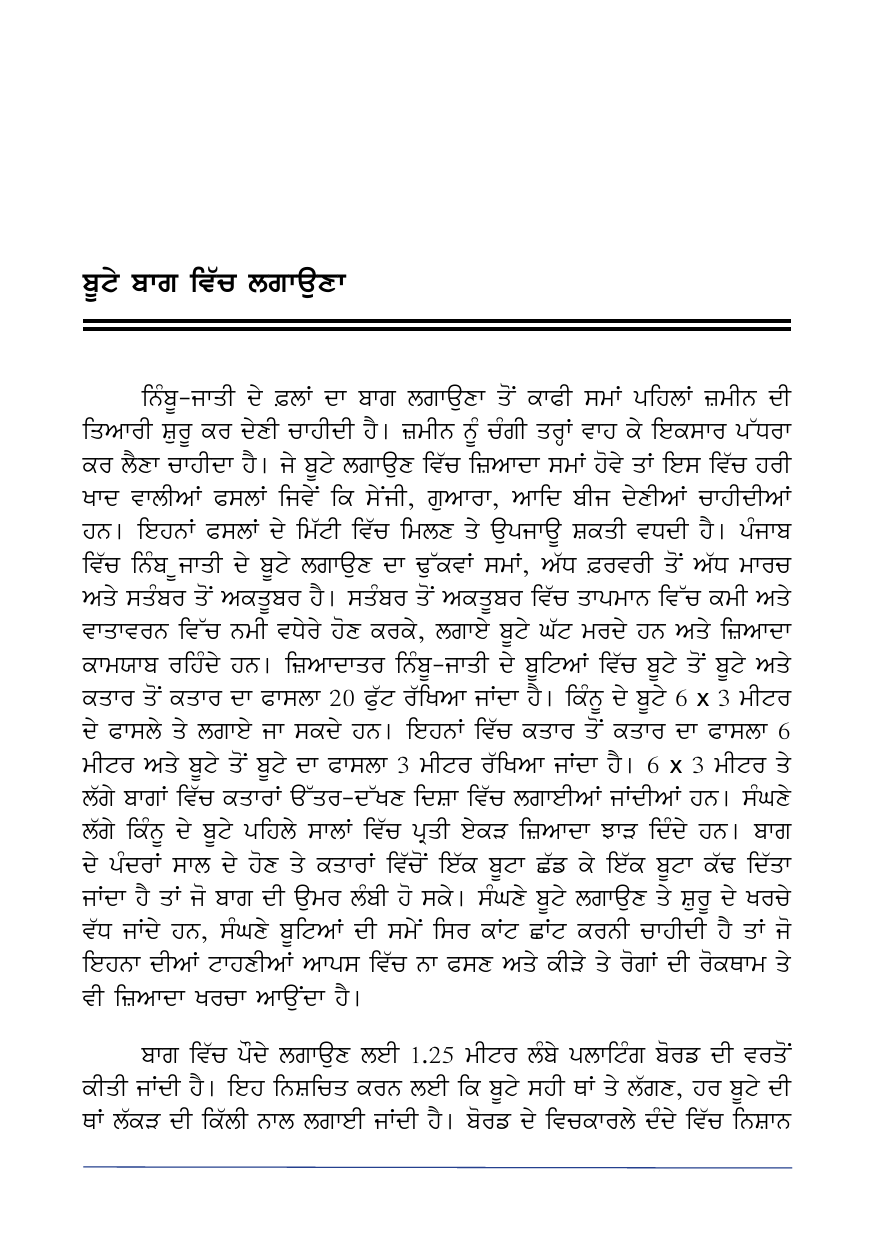 ਬੂਟੇ ਬਾਗ ਵਿੱਚ ਲਗਾਉਣਾ
ਨਿੰਬੂ-ਜਾਤੀ ਦੇ ਫ਼ਲਾਂ ਦਾ ਬਾਗ ਲਗਾਉਣਾ ਤੋਂ ਕਾਫੀ ਸਮਾਂ ਪਹਿਲਾਂ ਜ਼ਮੀਨ ਦੀ
ਤਿਆਰੀ ਸ਼ੁਰੂ ਕਰ ਦੇਣੀ ਚਾਹੀਦੀ ਹੈ। ਜ਼ਮੀਨ ਨੂੰ ਚੰਗੀ ਤਰ੍ਹਾਂ ਵਾਹ ਕੇ ਇਕਸਾਰ ਪੱਧਰਾ
ਕਰ ਲੈਣਾ ਚਾਹੀਦਾ ਹੈ। ਜੇ ਬੂਟੇ ਲਗਾਉਣ ਵਿੱਚ ਜ਼ਿਆਦਾ ਸਮਾਂ ਹੋਵੇ ਤਾਂ ਇਸ ਵਿੱਚ ਹਰੀ
ਖਾਦ ਵਾਲੀਆਂ ਫਸਲਾਂ ਜਿਵੇਂ ਕਿ ਸੇਂਜੀ, ਗੁਆਰਾ, ਆਦਿ ਬੀਜ ਦੇਣੀਆਂ ਚਾਹੀਦੀਆਂ
ਹਨ। ਇਹਨਾਂ ਫਸਲਾਂ ਦੇ ਮਿੱਟੀ ਵਿੱਚ ਮਿਲਣ ਤੇ ਉਪਜਾਊ ਸ਼ਕਤੀ ਵਧਦੀ ਹੈ। ਪੰਜਾਬ
ਵਿੱਚ ਨਿੰਬ ੂਜਾਤੀ ਦੇ ਬੂਟੇ ਲਗਾਉਣ ਦਾ ਢੁੱਕਵਾਂ ਸਮਾਂ, ਅੱਧ ਫ਼ਰਵਰੀ ਤੋਂ ਅੱਧ ਮਾਰਚ
ਅਤੇ ਸਤੰਬਰ ਤੋਂ ਅਕਤੂਬਰ ਹੈ। ਸਤੰਬਰ ਤੋਂ ਅਕਤੂਬਰ ਵਿੱਚ ਤਾਪਮਾਨ ਵਿੱਚ ਕਮੀ ਅਤੇ
ਵਾਤਾਵਰਨ ਵਿੱਚ ਨਮੀ ਵਧੇਰੇ ਹੋਣ ਕਰਕੇ, ਲਗਾਏ ਬੂਟੇ ਘੱਟ ਮਰਦੇ ਹਨ ਅਤੇ ਜ਼ਿਆਦਾ
ਕਾਮਯਾਬ ਰਹਿੰਦੇ ਹਨ। ਜ਼ਿਆਦਾਤਰ ਨਿੰਬੂ-ਜਾਤੀ ਦੇ ਬੂਟਿਆਂ ਵਿੱਚ ਬੂਟੇ ਤੋਂ ਬੂਟੇ ਅਤੇ
ਕਤਾਰ ਤੋਂ ਕਤਾਰ ਦਾ ਫਾਸਲਾ 20 ਫੁੱਟ ਰੱਖਿਆ ਜਾਂਦਾ ਹੈ। ਕਿੰਨੂ ਦੇ ਬੂਟੇ 6 x 3 ਮੀਟਰ
ਦੇ ਫਾਸਲੇ ਤੇ ਲਗਾਏ ਜਾ ਸਕਦੇ ਹਨ। ਇਹਨਾਂ ਵਿੱਚ ਕਤਾਰ ਤੋਂ ਕਤਾਰ ਦਾ ਫਾਸਲਾ 6
ਮੀਟਰ ਅਤੇ ਬੂਟੇ ਤੋਂ ਬੂਟੇ ਦਾ ਫਾਸਲਾ 3 ਮੀਟਰ ਰੱਖਿਆ ਜਾਂਦਾ ਹੈ। 6 x 3 ਮੀਟਰ ਤੇ
ਲੱਗੇ ਬਾਗਾਂ ਵਿੱਚ ਕਤਾਰਾਂ ਉੱਤਰ-ਦੱਖਣ ਦਿਸ਼ਾ ਵਿੱਚ ਲਗਾਈਆਂ ਜਾਂਦੀਆਂ ਹਨ। ਸੰਘਣੇ
ਲੱਗੇ ਕਿੰਨੂ ਦੇ ਬੂਟੇ ਪਹਿਲੇ ਸਾਲਾਂ ਵਿੱਚ ਪ੍ਰਤੀ ਏਕੜ ਜ਼ਿਆਦਾ ਝਾੜ ਦਿੰਦੇ ਹਨ। ਬਾਗ
ਦੇ ਪੰਦਰਾਂ ਸਾਲ ਦੇ ਹੋਣ ਤੇ ਕਤਾਰਾਂ ਵਿੱਚੋਂ ਇੱਕ ਬੂਟਾ ਛੱਡ ਕੇ ਇੱਕ ਬੂਟਾ ਕੱਢ ਦਿੱਤਾ
ਜਾਂਦਾ ਹੈ ਤਾਂ ਜੋ ਬਾਗ ਦੀ ਉਮਰ ਲੰਬੀ ਹੋ ਸਕੇ। ਸੰਘਣੇ ਬੂਟੇ ਲਗਾਉਣ ਤੇ ਸ਼ੁਰੂ ਦੇ ਖਰਚੇ
ਵੱਧ ਜਾਂਦੇ ਹਨ, ਸੰਘਣੇ ਬੂਟਿਆਂ ਦੀ ਸਮੇਂ ਸਿਰ ਕਾਂਟ ਛਾਂਟ ਕਰਨੀ ਚਾਹੀਦੀ ਹੈ ਤਾਂ ਜੋ
ਇਹਨਾ ਦੀਆਂ ਟਾਹਣੀਆਂ ਆਪਸ ਵਿੱਚ ਨਾ ਫਸਣ ਅਤੇ ਕੀੜੇ ਤੇ ਰੋਗਾਂ ਦੀ ਰੋਕਥਾਮ ਤੇ
ਵੀ ਜ਼ਿਆਦਾ ਖਰਚਾ ਆਉਂਦਾ ਹੈ।
ਬਾਗ ਵਿੱਚ ਪੌਦੇ ਲਗਾਉਣ ਲਈ 1.25 ਮੀਟਰ ਲੰਬੇ ਪਲਾਟਿੰਗ ਬੋਰਡ ਦੀ ਵਰਤੋਂ
ਕੀਤੀ ਜਾਂਦੀ ਹੈ। ਇਹ ਨਿਸ਼ਚਿਤ ਕਰਨ ਲਈ ਕਿ ਬੂਟੇ ਸਹੀ ਥਾਂ ਤੇ ਲੱਗਣ, ਹਰ ਬੂਟੇ ਦੀ
ਥਾਂ ਲੱਕੜ ਦੀ ਕਿੱਲੀ ਨਾਲ ਲਗਾਈ ਜਾਂਦੀ ਹੈ। ਬੋਰਡ ਦੇ ਵਿਚਕਾਰਲੇ ਦੰਦੇ ਵਿੱਚ ਨਿਸ਼ਾਨ